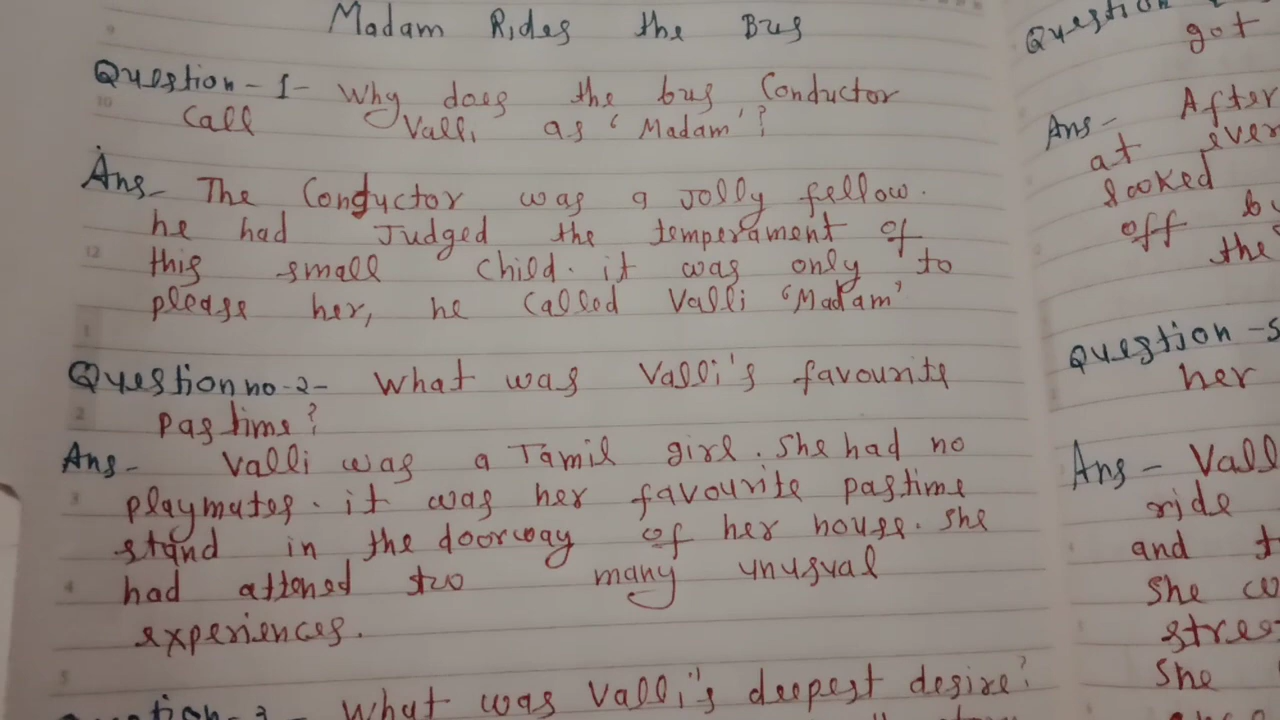 Madam Rides the Bus
Question-1- Why does the bus Conductor
Call Valli as 'Madam'?
Ans- The Conductor was a Jolly fellow.
he had Judged the temperament of
this small child. it was only to
please her, he called Valli 'Madam'
Question no-2- What was Valli's favourite
Pastime?
Ans- Valli was a Tamil girl. She had no
playmates. it was her favourite pastime
stand in the doorway of her house. She
had attened two many unusual
experiences.
Question-3- What was Valli's deepest desire?
Question
got
Ans- After
at ever
looked
off bu
the
Question-5
her
Ans- Vall
ride
and t
She co
stree
She